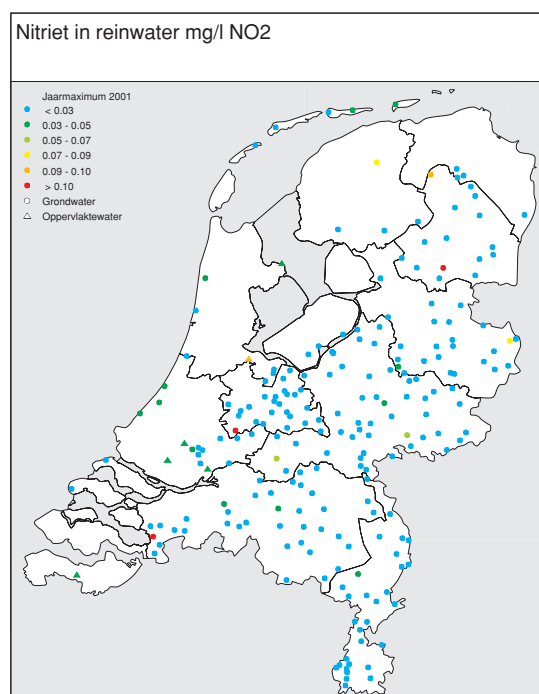 Nitriet in reinwater mg/l NO2
Jaarmaximum 2001
< 0.03
0.03 - 0.05
0.05 - 0.07
0.07 - 0.09
0.09 - 0.10
> 0.10
Grondwater
Oppervlaktewater